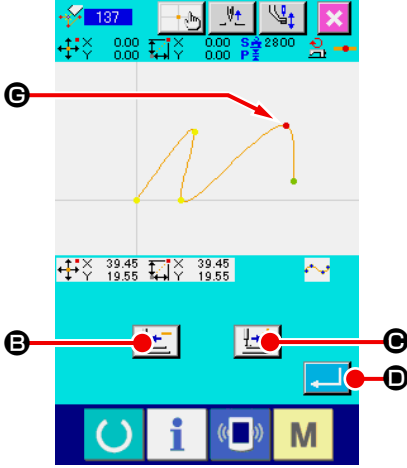 137
X 0.00 X 0.00 S 2800
Y 0.00 Y 0.00 P
G
X 39.45 X 39.45
Y 19.55 Y 19.55
B
C
D
i M